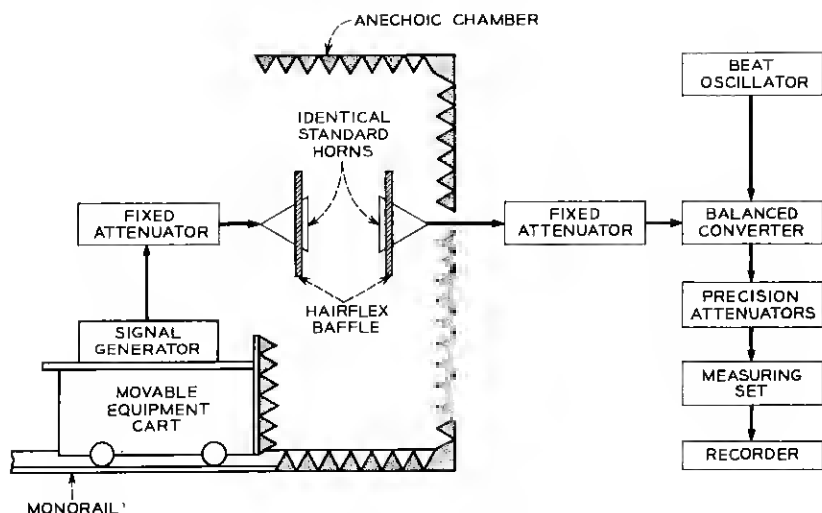 ANECHOIC CHAMBER
BEAT
OSCILLATOR
IDENTICAL
STANDARD
HORNS
FIXED
ATTENUATOR
FIXED
ATTENUATOR
BALANCED
CONVERTER
HAIRFLEX
BAFFLE
PRECISION
ATTENUATORS
SIGNAL
GENERATOR
MEASURING
SET
MOVABLE
EQUIPMENT
CART
RECORDER
MONORAIL